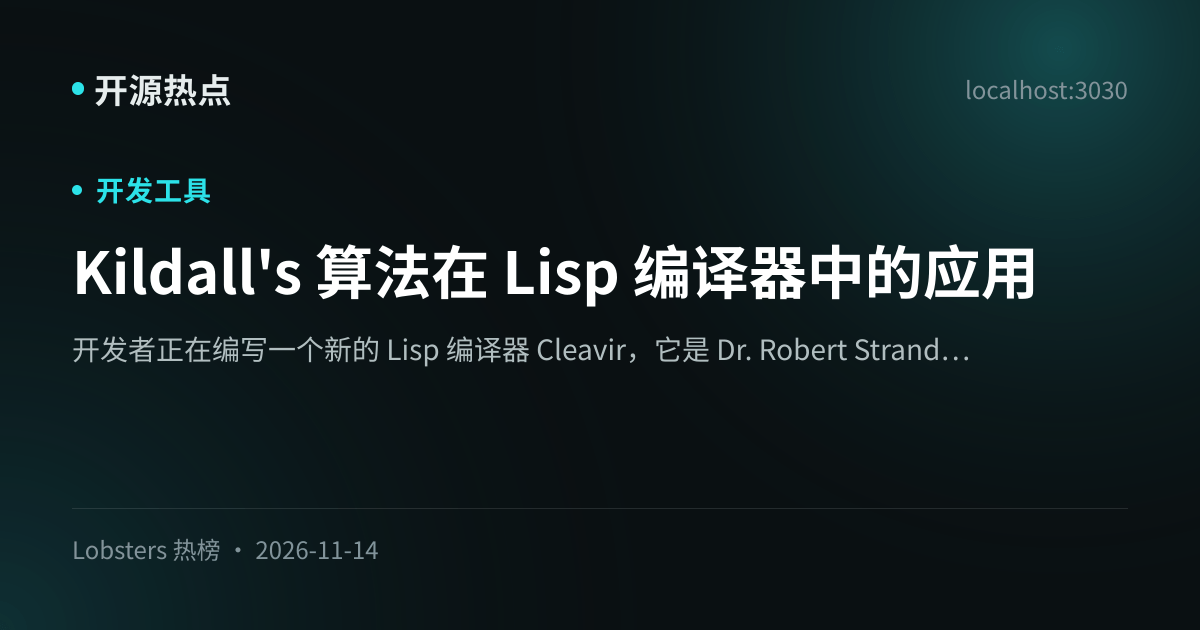 开源热点
localhost:3030
开发工具
Kildall's 算法在 Lisp 编译器中的应用
开发者正在编写一个新的 Lisp 编译器 Cleavir，它是 Dr. Robert Strand…
Lobsters 热榜 · 2026-11-14